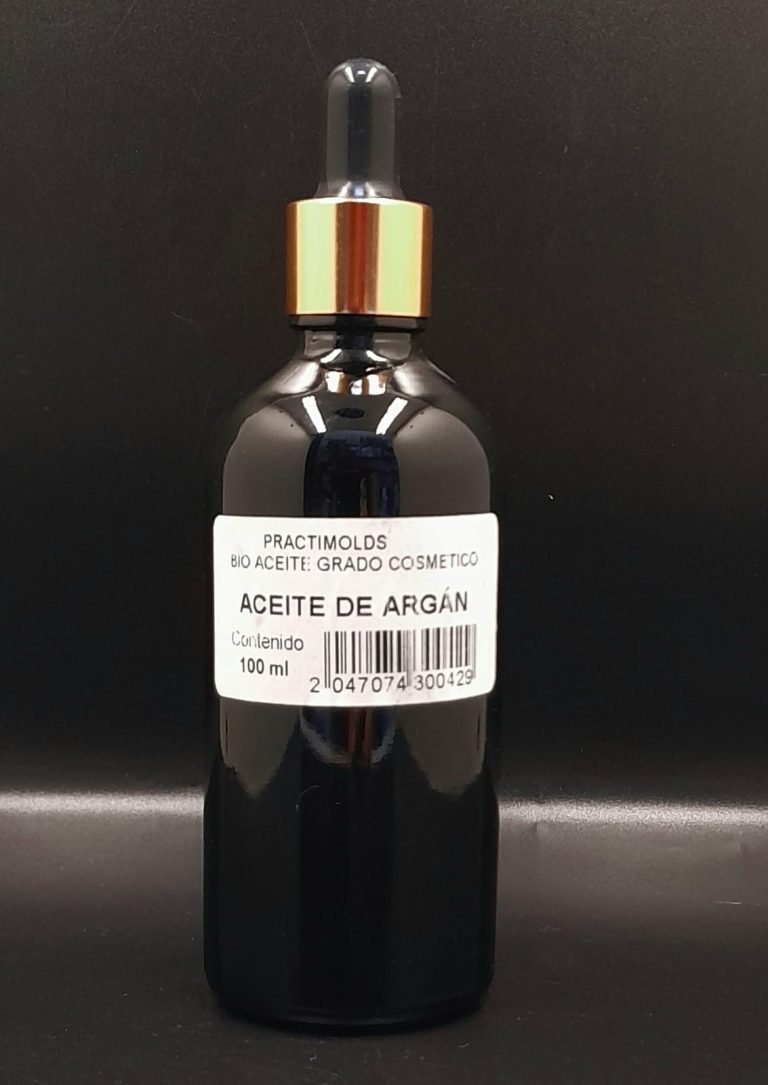 PRACTIMOLDS
BIO ACEITE GRADO COSMETICO
ACEITE DE ARGÁN
Contenido
100 ml
2 047074 300429